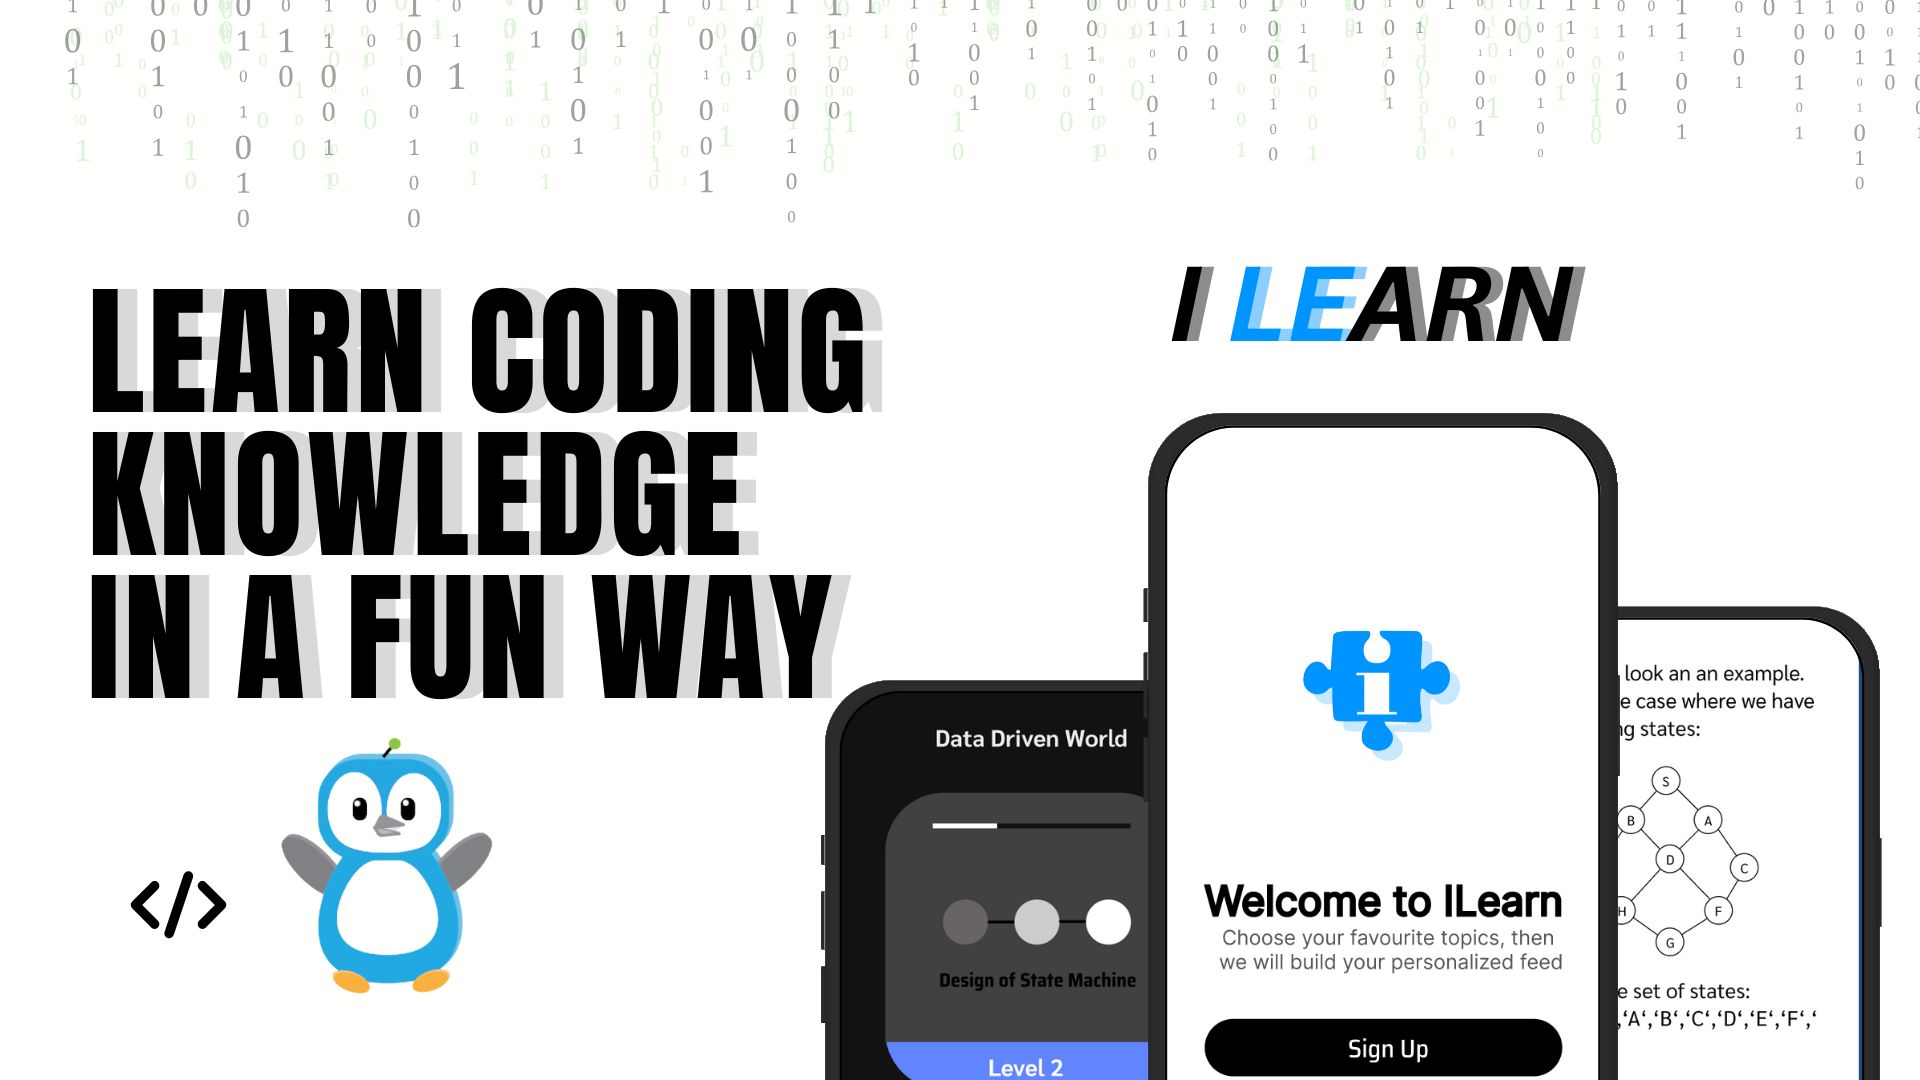 LEARN CODING
KNOWLEDGE
IN A FUN WAY
</>
I LEARN
Data Driven World
Design of State Machine
Level 2
i
Welcome to ILearn
Choose your favourite topics, then
we will build your personalized feed
Sign Up
look an an example.
e case where we have
g states:
S
B
A
D
C
H
F
G
e set of states:
,‘A‘,‘B‘,‘C‘,‘D‘,‘E‘,‘F‘,‘